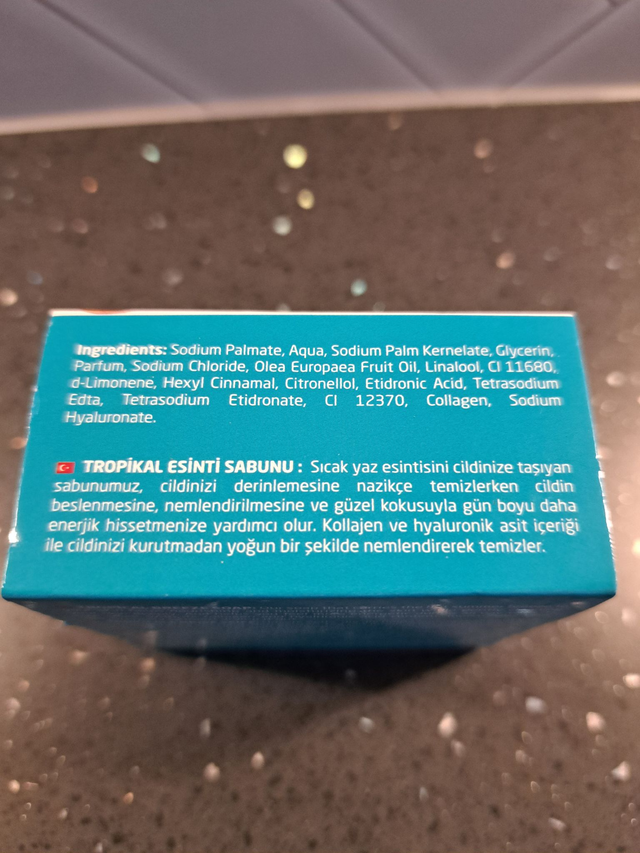 Ingredients: Sodium Palmate, Aqua, Sodium Palm Kernelate, Glycerin,
Parfum, Sodium Chloride, Olea Europaea Fruit Oil, Linalool, CI 11680,
d-Limonene, Hexyl Cinnamal, Citronellol, Etidronic Acid, Tetrasodium
Edta, Tetrasodium Etidronate, CI 12370, Collagen, Sodium
Hyaluronate.
TROPİKAL ESİNTİ SABUNU : Sıcak yaz esintisini cildinize taşıyan
sabunumuz, cildinizi derinlemesine nazikçe temizlerken cildin
beslenmesine, nemlendirilmesine ve güzel kokusuyla gün boyu daha
enerjik hissetmenize yardımcı olur. Kollajen ve hyaluronik asit içeriği
ile cildinizi kurutmadan yoğun bir şekilde nemlendirerek temizler.